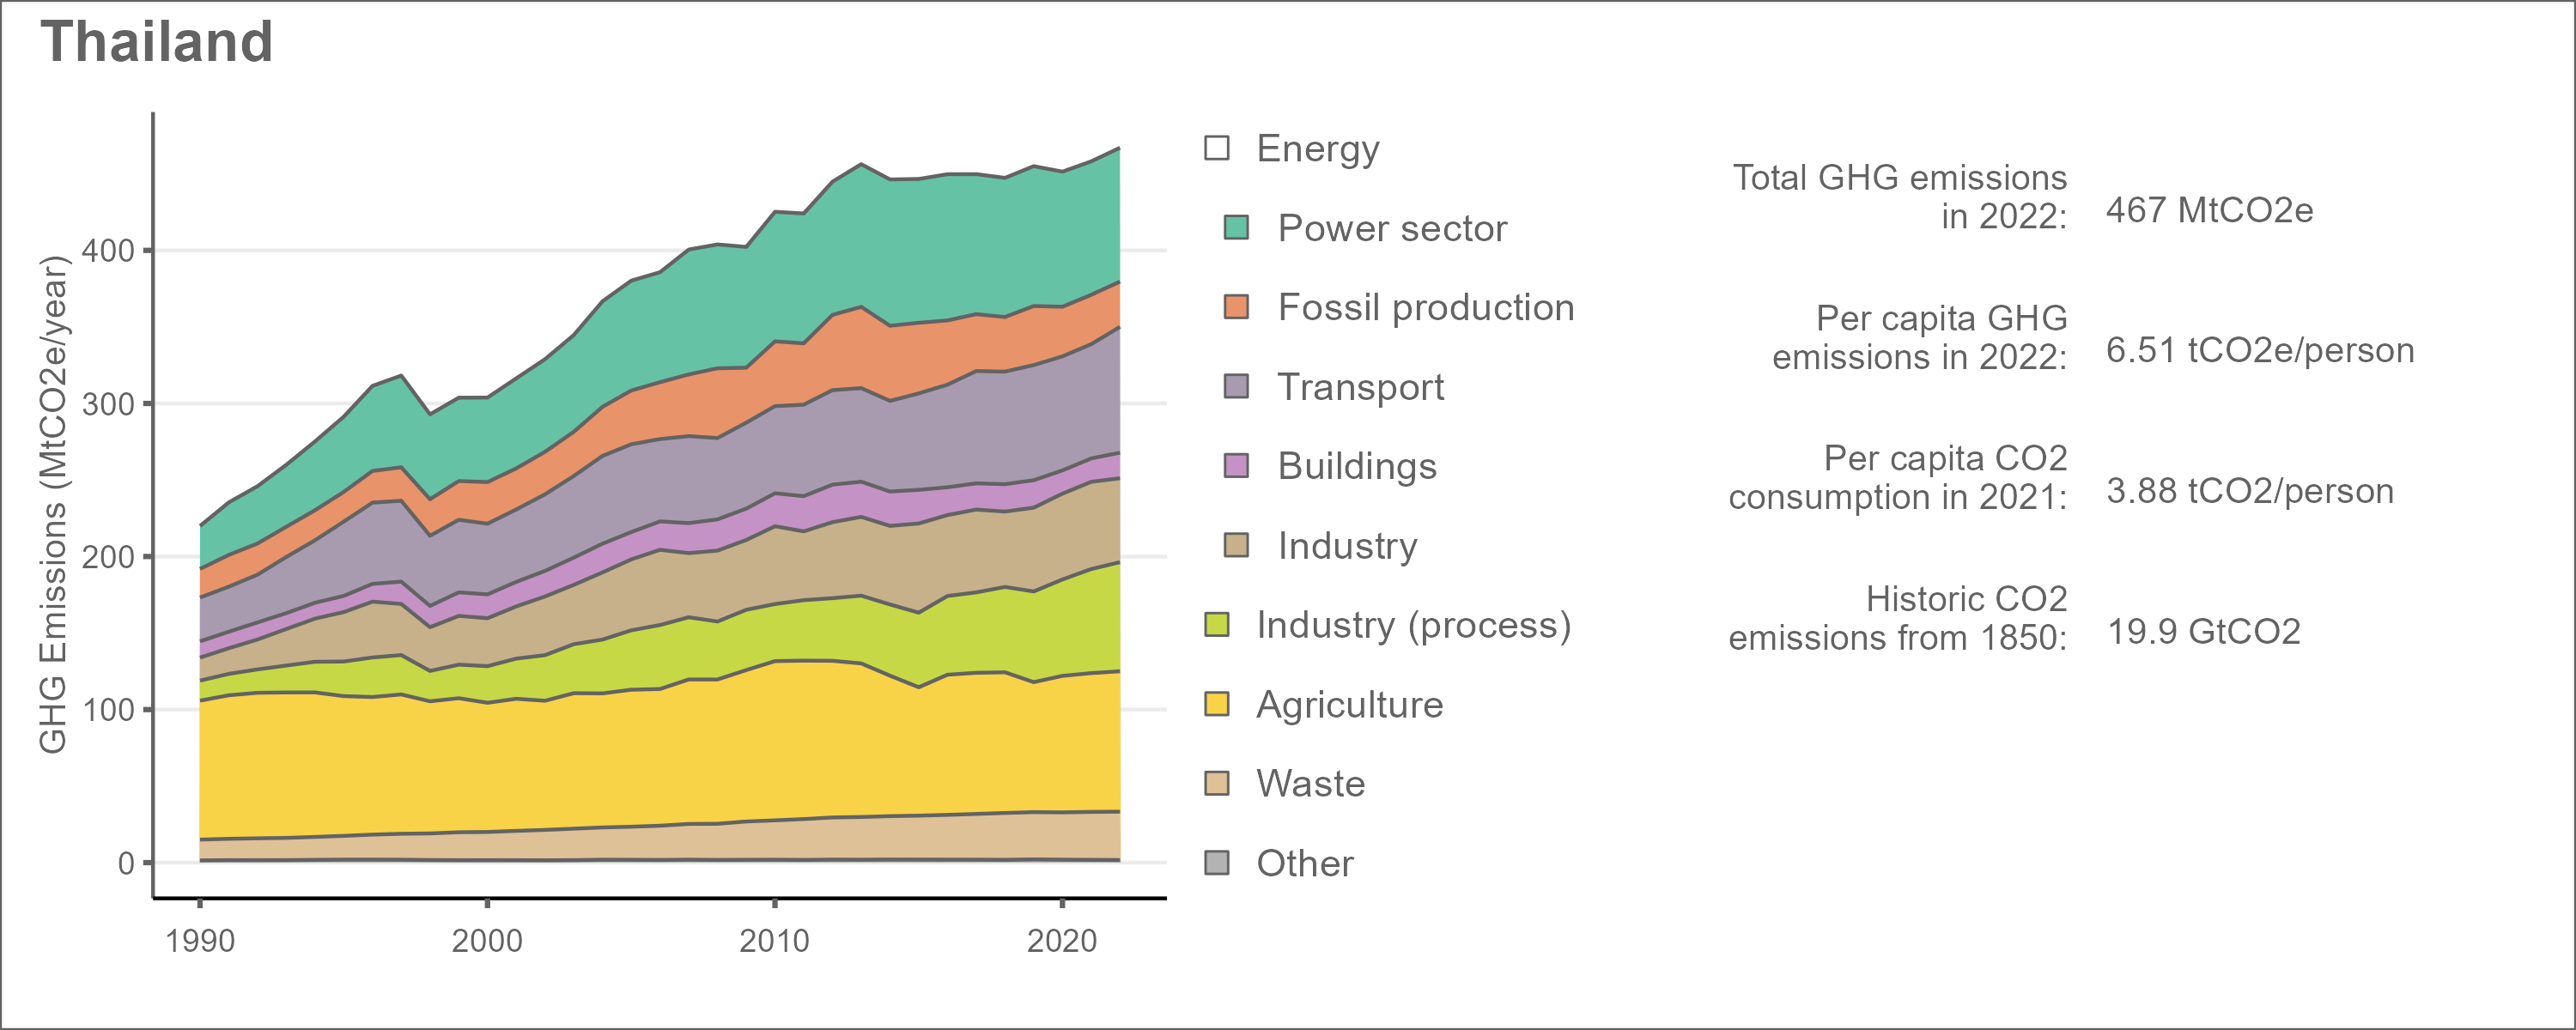 Thailand
GHG Emissions (MtCO2e/year)
400
300
200
100
0
1990
2000
2010
2020
Energy
Power sector
Fossil production
Transport
Buildings
Industry
Industry (process)
Agriculture
Waste
Other
Total GHG emissions
in 2022:
467 MtCO2e
Per capita GHG
emissions in 2022:
6.51 tCO2e/person
Per capita CO2
consumption in 2021:
3.88 tCO2/person
Historic CO2
emissions from 1850:
19.9 GtCO2